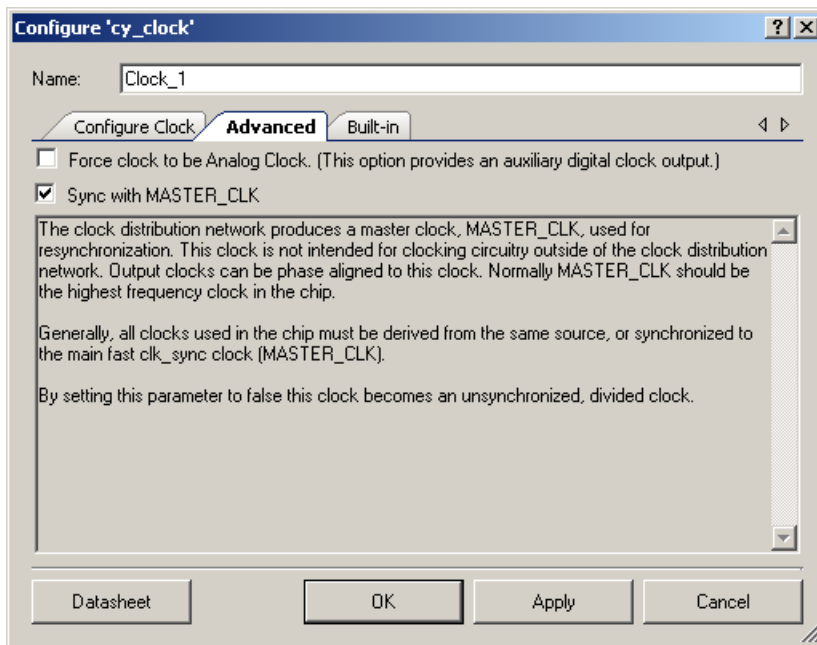 Configure 'cy_clock'
Name: Clock_1
Configure Clock Advanced Built-in
Force clock to be Analog Clock. (This option provides an auxiliary digital clock output.)
Sync with MASTER_CLK
The clock distribution network produces a master clock, MASTER_CLK, used for
resynchronization. This clock is not intended for clocking circuitry outside of the clock distribution
network. Output clocks can be phase aligned to this clock. Normally MASTER_CLK should be
the highest frequency clock in the chip.
Generally, all clocks used in the chip must be derived from the same source, or synchronized to
the main fast clk_sync clock (MASTER_CLK).
By setting this parameter to false this clock becomes an unsynchronized, divided clock.
Datasheet OK Apply Cancel